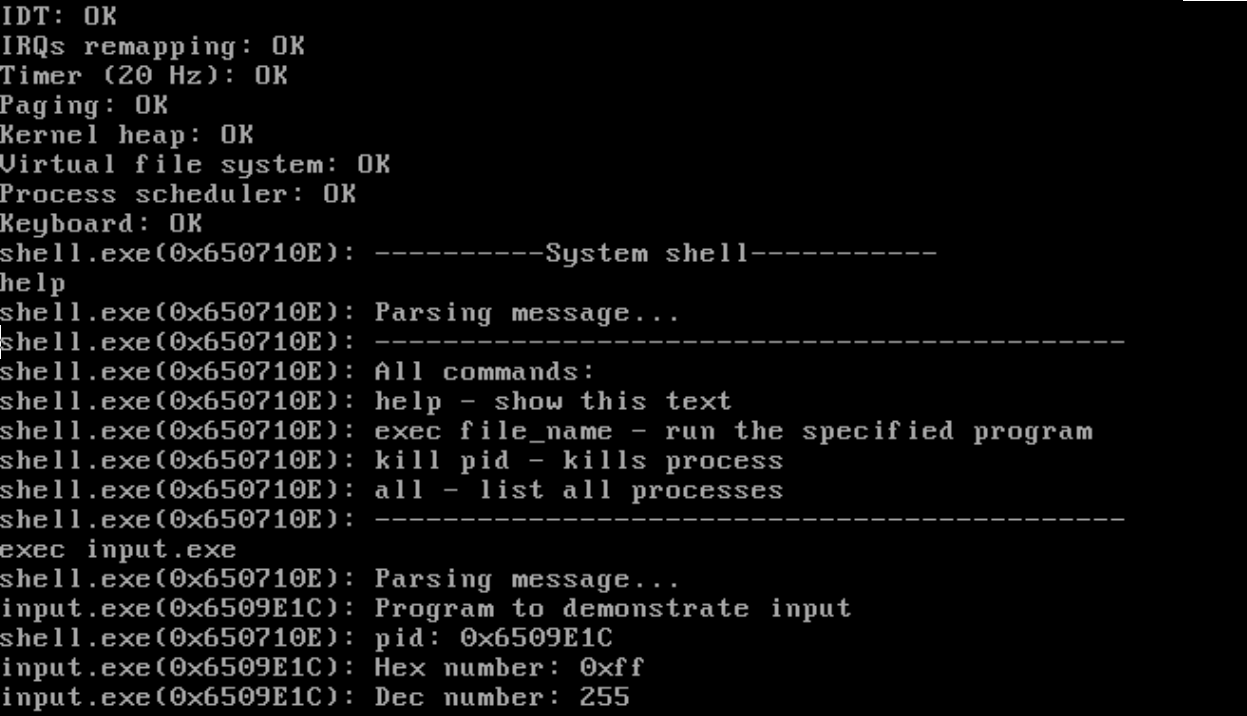 IDT: OK
IRQs remapping: OK
Timer (20 Hz): OK
Paging: OK
Kernel heap: OK
Virtual file system: OK
Process scheduler: OK
Keyboard: OK
shell.exe(0x650710E): ----------System shell-----------
help
shell.exe(0x650710E): Parsing message...
shell.exe(0x650710E): --------------------------------------------
shell.exe(0x650710E): All commands:
shell.exe(0x650710E): help - show this text
shell.exe(0x650710E): exec file_name - run the specified program
shell.exe(0x650710E): kill pid - kills process
shell.exe(0x650710E): all - list all processes
shell.exe(0x650710E): --------------------------------------------
exec input.exe
shell.exe(0x650710E): Parsing message...
input.exe(0x6509E1C): Program to demonstrate input
shell.exe(0x650710E): pid: 0x6509E1C
input.exe(0x6509E1C): Hex number: 0xff
input.exe(0x6509E1C): Dec number: 255